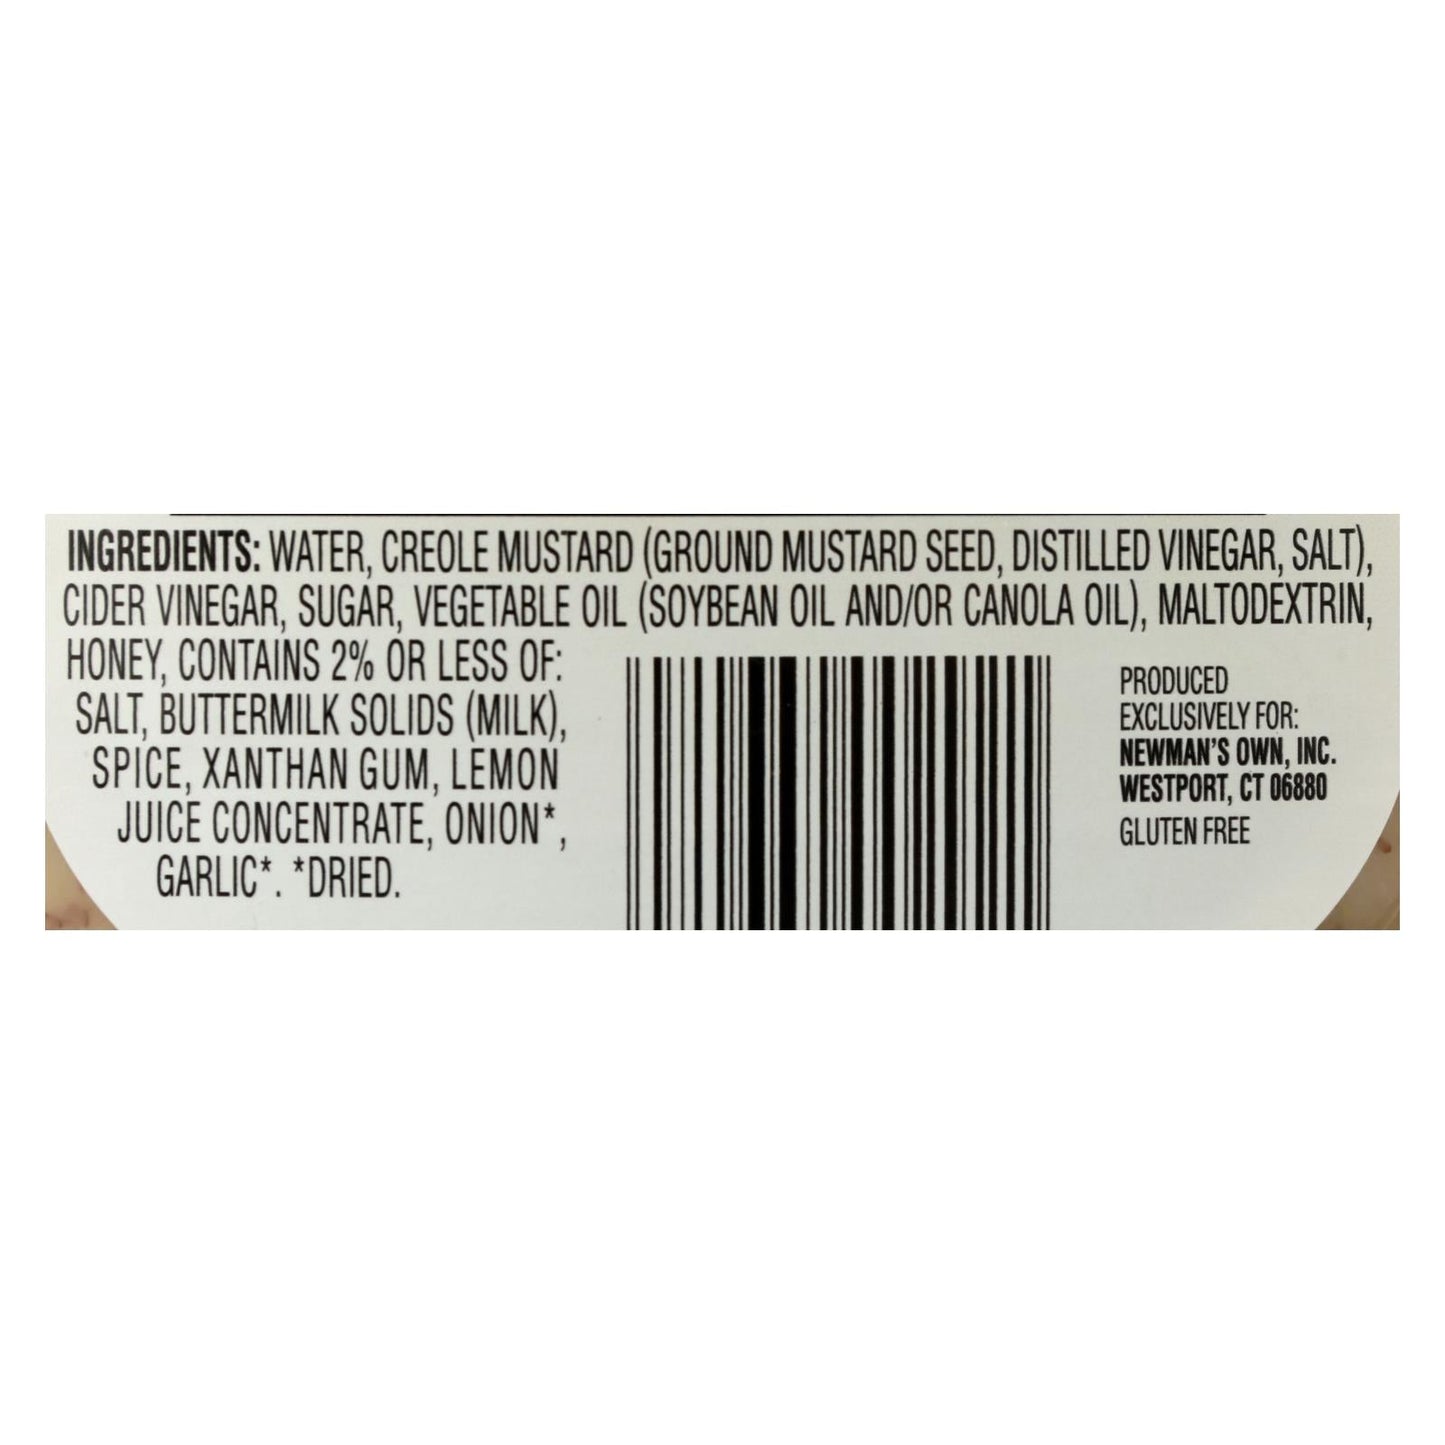 INGREDIENTS: WATER, CREOLE MUSTARD (GROUND MUSTARD SEED, DISTILLED VINEGAR, SALT),
CIDER VINEGAR, SUGAR, VEGETABLE OIL (SOYBEAN OIL AND/OR CANOLA OIL), MALTODEXTRIN,
HONEY, CONTAINS 2% OR LESS OF:
SALT, BUTTERMILK SOLIDS (MILK),
SPICE, XANTHAN GUM, LEMON
JUICE CONCENTRATE, ONION*,
GARLIC*. *DRIED.
PRODUCED
EXCLUSIVELY FOR:
NEWMAN'S OWN, INC.
WESTPORT, CT 06880
GLUTEN FREE